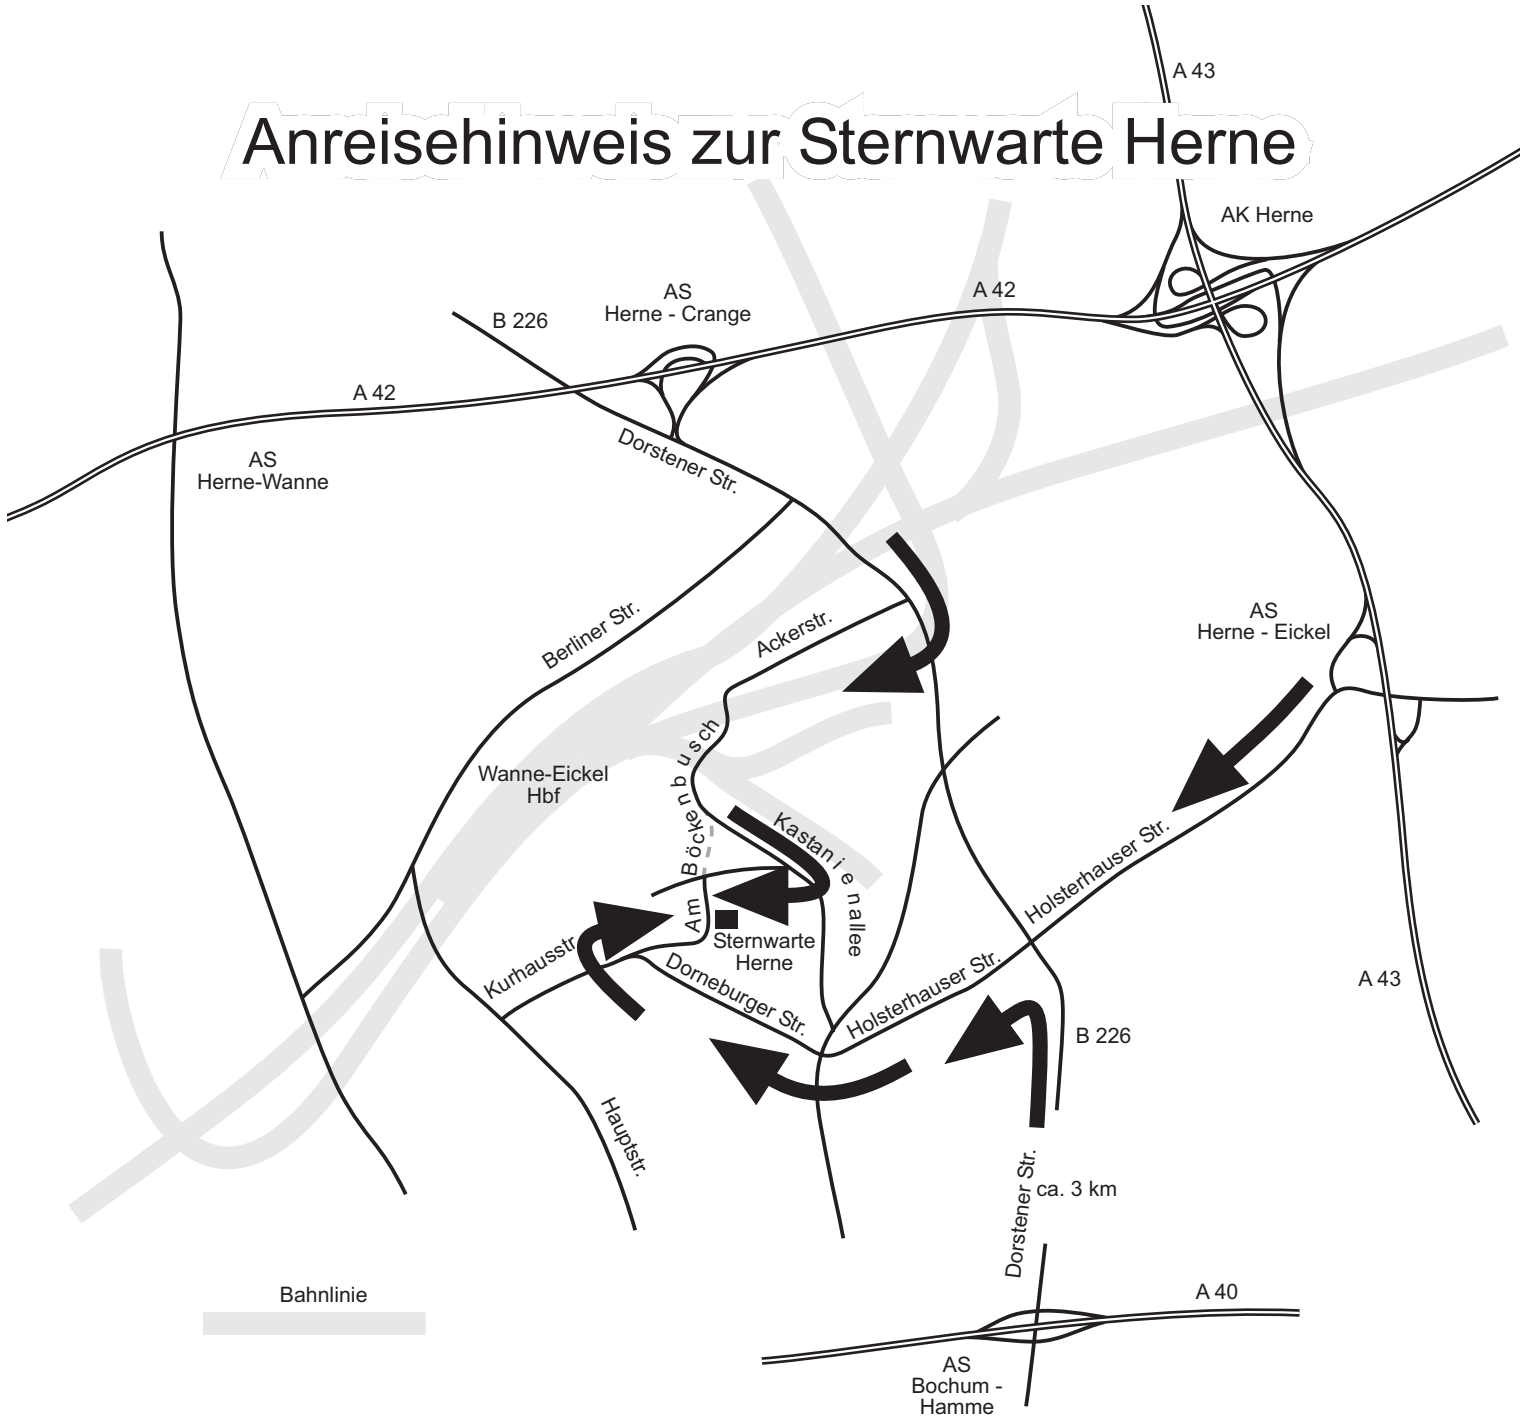 A 43
Anreisehinweis zur Sternwarte Herne
AK Herne
A 42
AS
Herne - Crange
B 226
A 42
AS
Herne-Wanne
Dorstener Str.
Berliner Str.
Ackerstr.
AS
Herne - Eickel
Wanne-Eickel
Hbf
Am Böckenbusch
Kastanienallee
Holsterhauser Str.
Sternwarte
Herne
Kurhausstr.
Dorneburger Str.
Holsterhauser Str.
A 43
B 226
Hauptstr.
Dorstener Str.
ca. 3 km
Bahnlinie
A 40
AS
Bochum -
Hamme